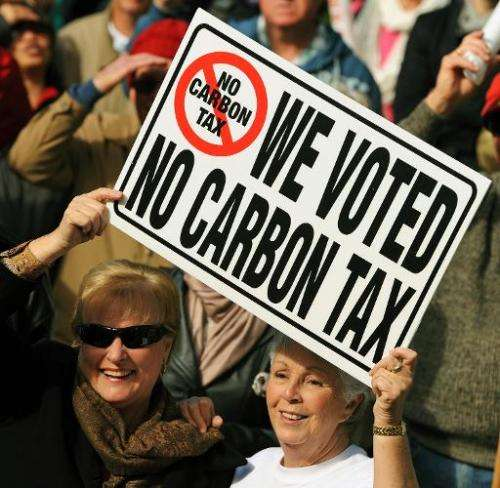 NO
CARBON
TAX
WE VOTED
NO CARBON TAX